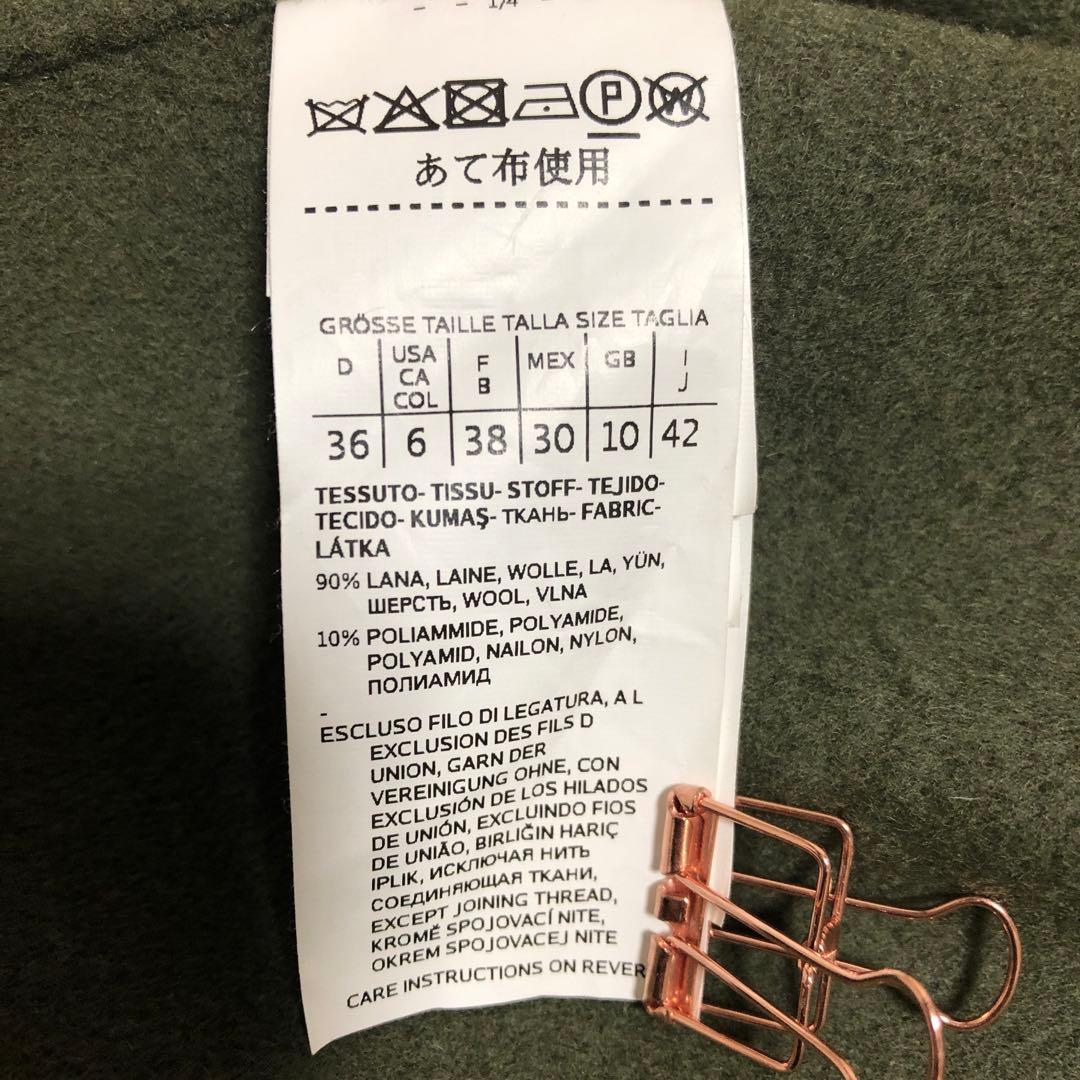 - - 1/4 -
P W
あて布使用
GRÖSSE TAILLE TALLA SIZE TAGLIA
D USA CA COL F B MEX GB I J
36 6 38 30 10 42
TESSUTO- TISSU- STOFF- TEJIDO-
TECIDO- KUMAŞ- ТКАНЬ- FABRIC-
LÁTKA
90% LANA, LAINE, WOLLE, LA, YÜN,
ШЕРСТЬ, WOOL, VLNA
10% POLIAMMIDE, POLYAMIDE,
POLYAMID, NAILON, NYLON,
ПОЛИАМИД
-
ESCLUSO FILO DI LEGATURA, A L
EXCLUSION DES FILS D
UNION, GARN DER
VEREINIGUNG OHNE, CON
EXCLUSIÓN DE LOS HILADOS
DE UNIÓN, EXCLUINDO FIOS
DE UNIÃO, BIRLIĞIN HARIÇ
IPLIK, ИСКЛЮЧАЯ НИТЬ
СОЕДИНЯЮЩАЯ ТКАНИ,
EXCEPT JOINING THREAD,
KROMĚ SPOJOVACÍ NITE,
OKREM SPOJOVACEJ NITE
CARE INSTRUCTIONS ON REVER